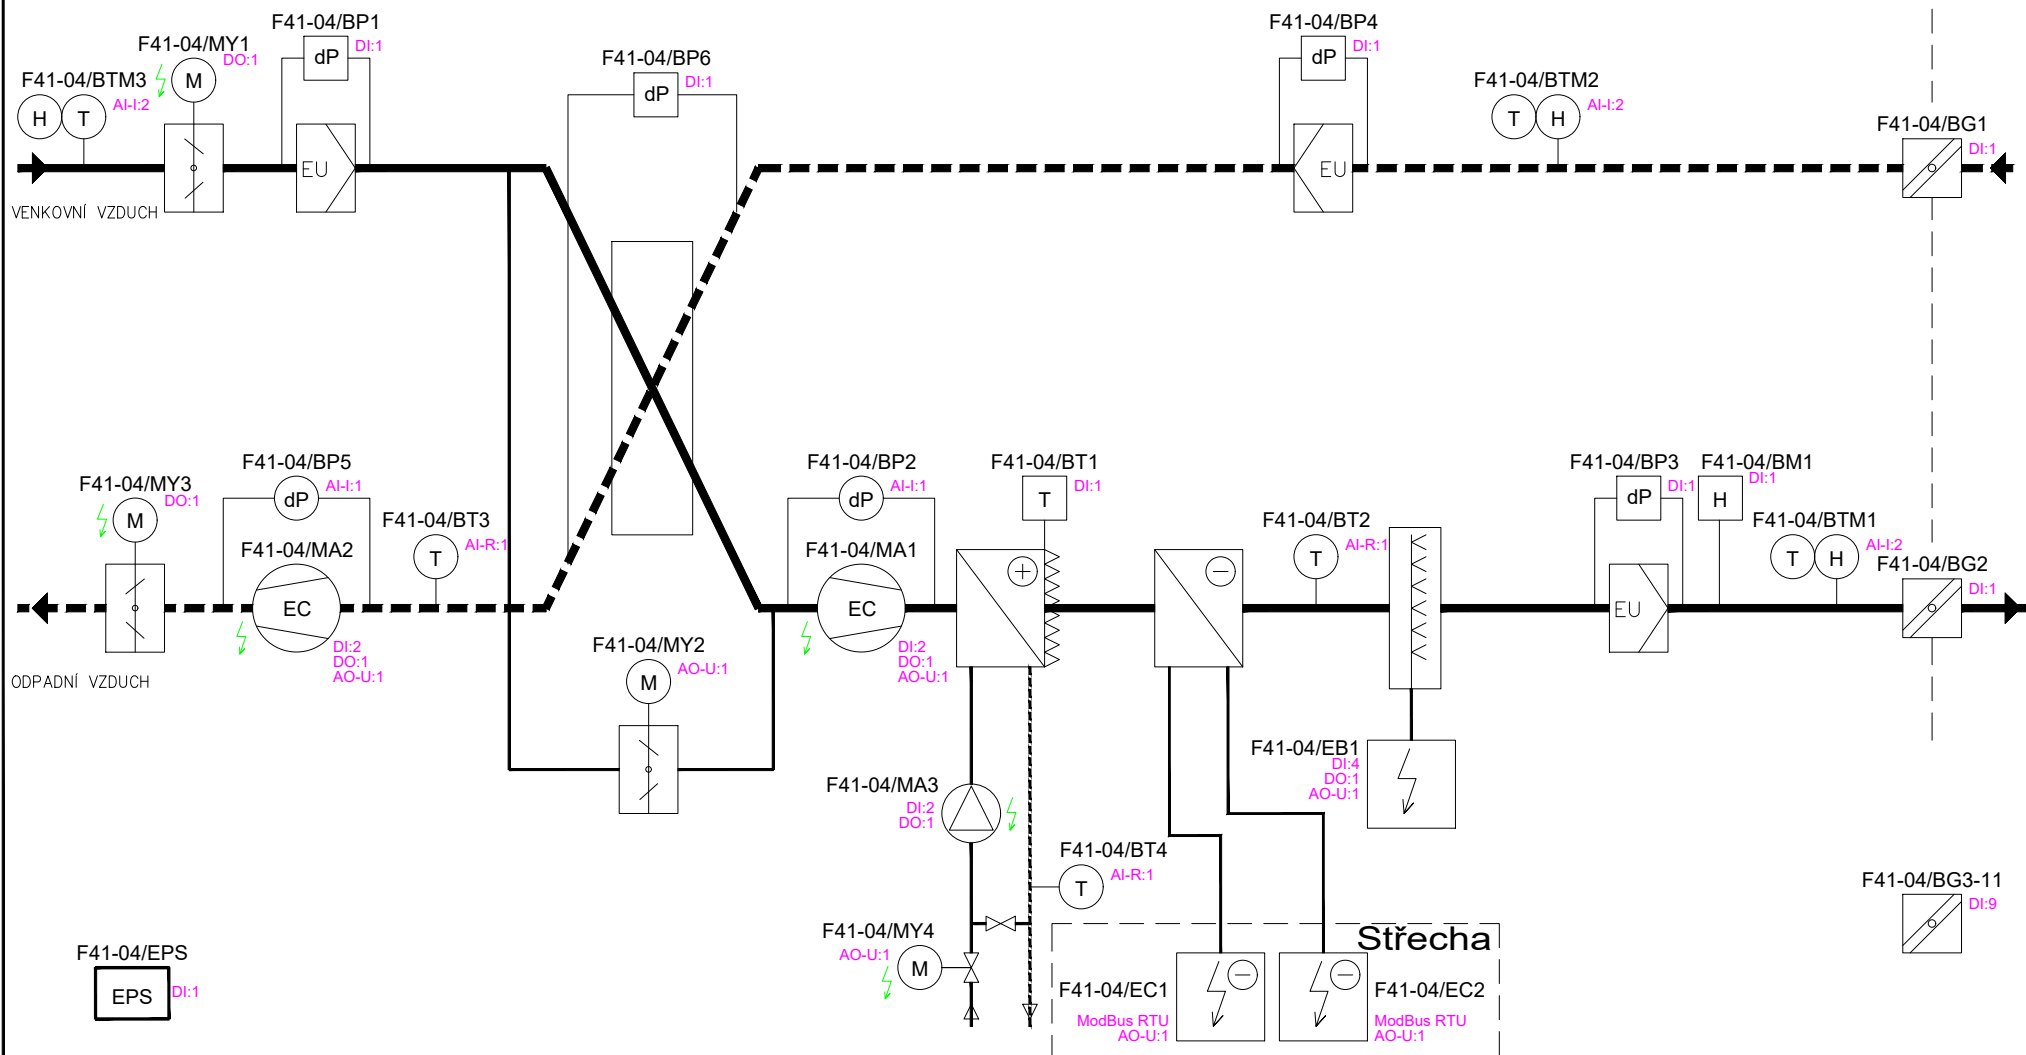 F41-04/BP1
DI:1
dP
F41-04/MY1
DO:1
M
F41-04/BTM3
AI-I:2
H
T
EU
VENKOVNÍ VZDUCH
F41-04/BP6
DI:1
dP
F41-04/BP4
DI:1
dP
EU
F41-04/BTM2
AI-I:2
T
H
F41-04/BG1
DI:1
F41-04/MY3
DO:1
M
F41-04/BP5
AI-I:1
dP
F41-04/MA2
EC
DI:2
DO:1
AO-U:1
F41-04/BT3
AI-R:1
T
ODPADNÍ VZDUCH
F41-04/MY2
AO-U:1
M
F41-04/BP2
AI-I:1
dP
F41-04/MA1
EC
DI:2
DO:1
AO-U:1
F41-04/BT1
DI:1
T
F41-04/BT2
AI-R:1
T
F41-04/BP3
DI:1
dP
EU
F41-04/BM1
DI:1
H
F41-04/BTM1
AI-I:2
T
H
F41-04/BG2
DI:1
F41-04/EB1
DI:4
DO:1
AO-U:1
F41-04/MA3
DI:2
DO:1
F41-04/BT4
AI-R:1
T
F41-04/MY4
AO-U:1
M
Střecha
F41-04/EC1
ModBus RTU
AO-U:1
F41-04/EC2
ModBus RTU
AO-U:1
F41-04/BG3-11
DI:9
F41-04/EPS
EPS
DI:1